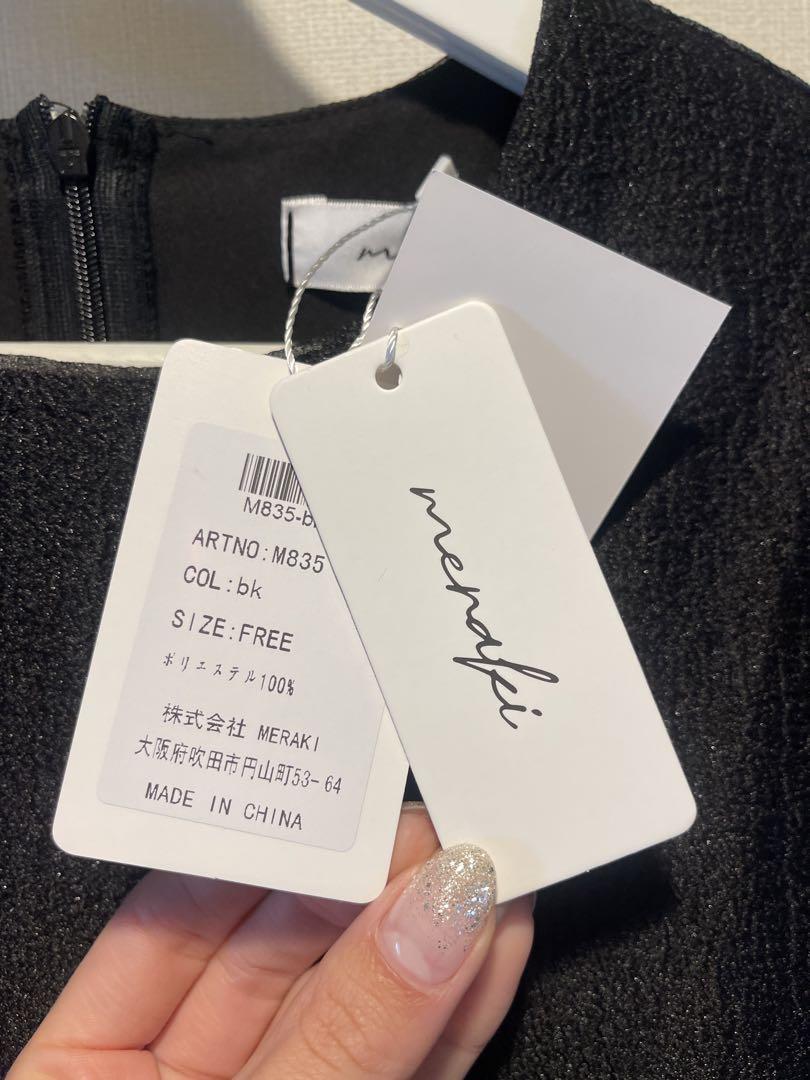 M835-b
ARTNO:M835
COL:bk
SIZE:FREE
ポリエステル100%
株式会社 MERAKI
大阪府吹田市円山町53-64
MADE IN CHINA
meraki
m